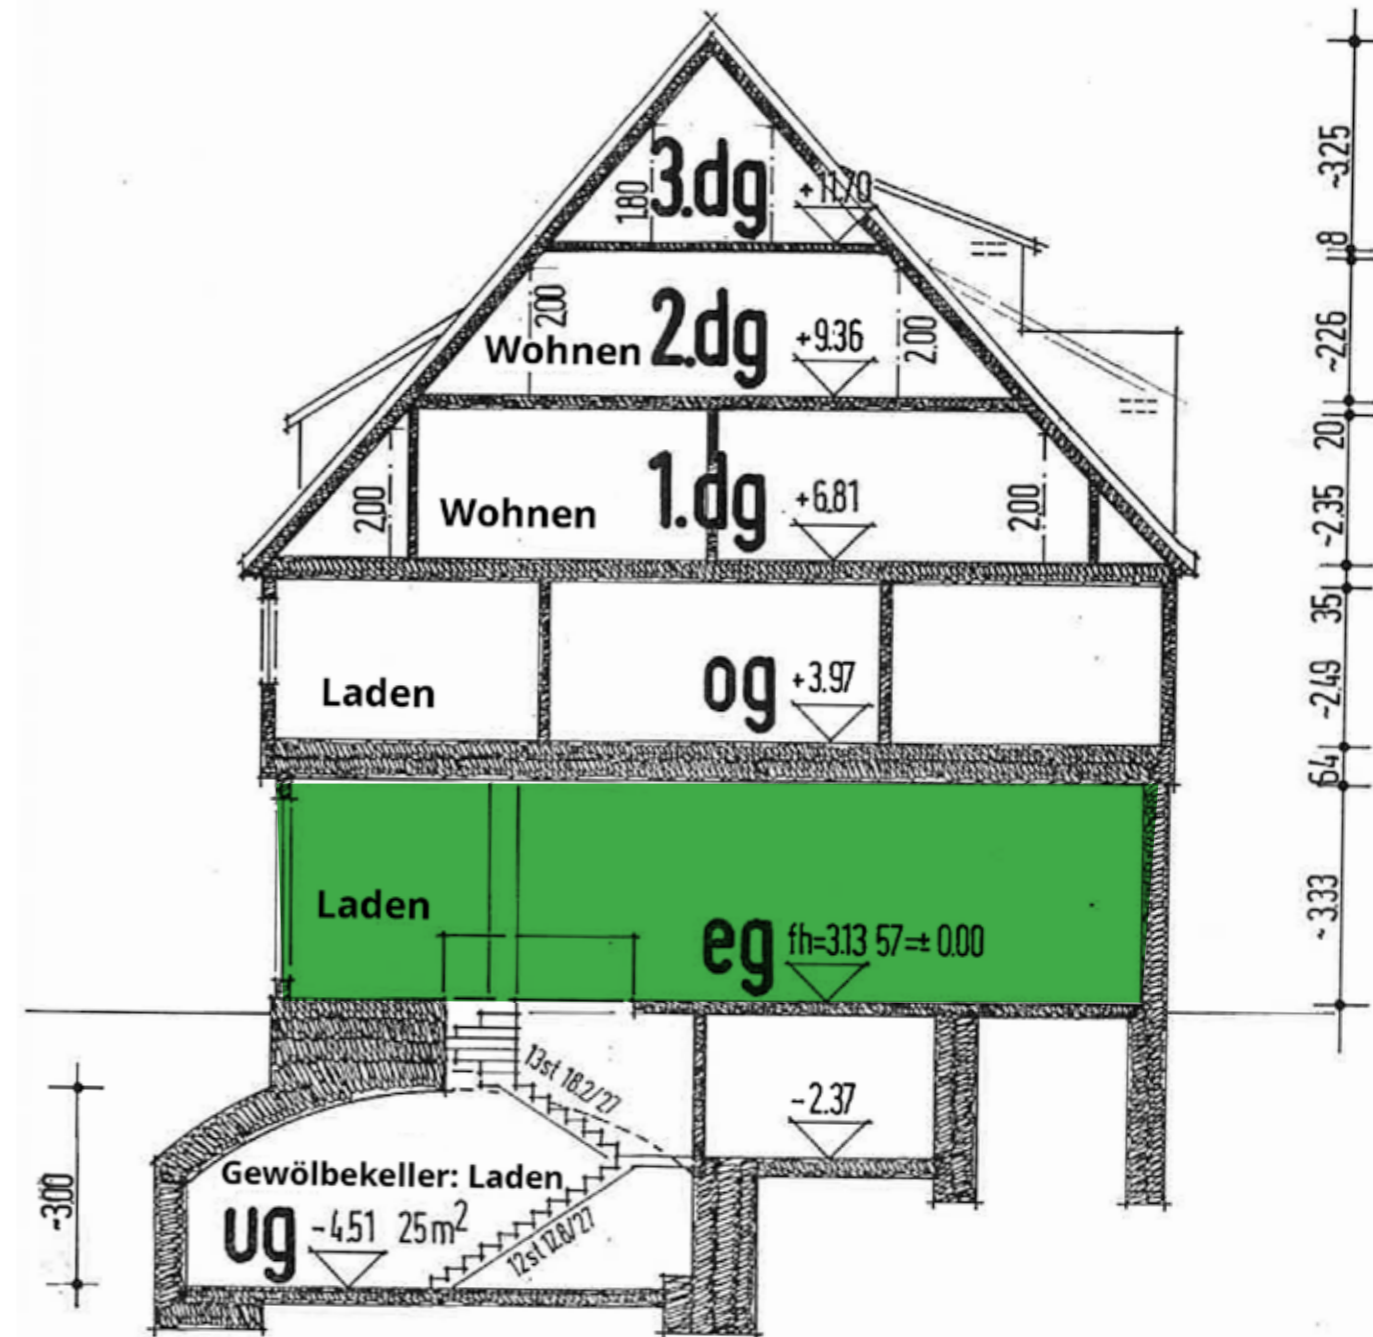 3.dg
1.80
+11.70
~3.25
18
2.dg
Wohnen
2.00
+9.36
2.00
~2.26
20
1.dg
Wohnen
2.00
+6.81
2.00
~2.35
35
og
Laden
+3.97
~2.49
64
Laden
eg fh=3.13 57=± 0.00
~3.33
13st 18.2/27
-2.37
Gewölbekeller: Laden
ug -4.51 25m²
12st 17.8/27
~3.00